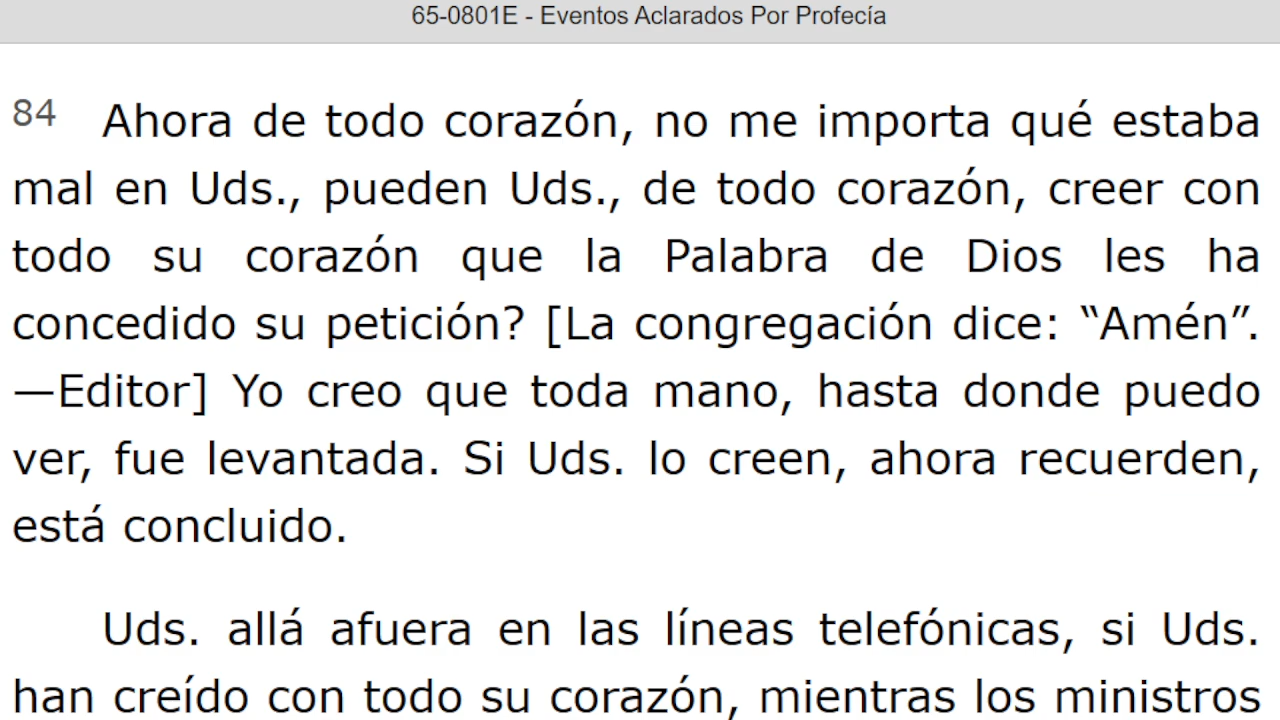 65-0801E - Eventos Aclarados Por Profecía
84 Ahora de todo corazón, no me importa qué estaba
mal en Uds., pueden Uds., de todo corazón, creer con
todo su corazón que la Palabra de Dios les ha
concedido su petición? [La congregación dice: “Amén”.
—Editor] Yo creo que toda mano, hasta donde puedo
ver, fue levantada. Si Uds. lo creen, ahora recuerden,
está concluido.
Uds. allá afuera en las líneas telefónicas, si Uds.
han creído con todo su corazón, mientras los ministros